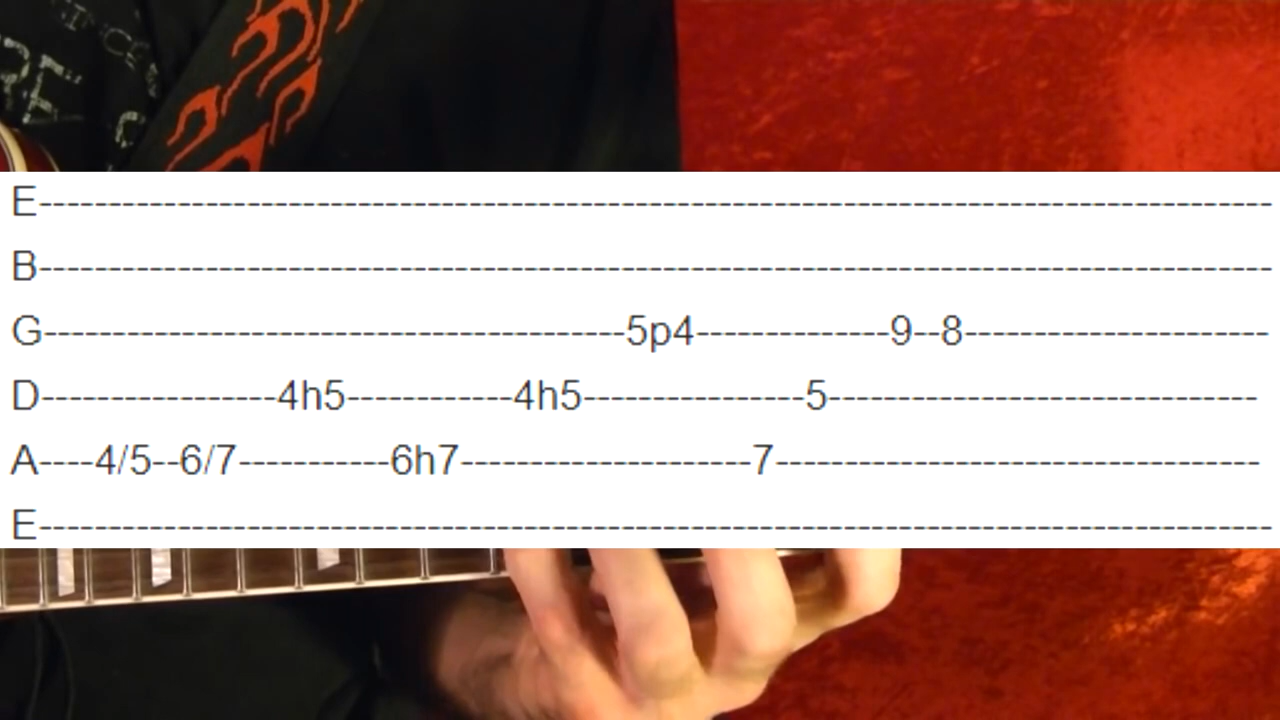 E-----------------------------------------------------------------------------------------
B-----------------------------------------------------------------------------------------
G------------------------------------------5p4--------------9--8----------------------
D-----------------4h5------------4h5----------------5-------------------------------
A----4/5--6/7-----------6h7---------------------7-----------------------------------
E-----------------------------------------------------------------------------------------